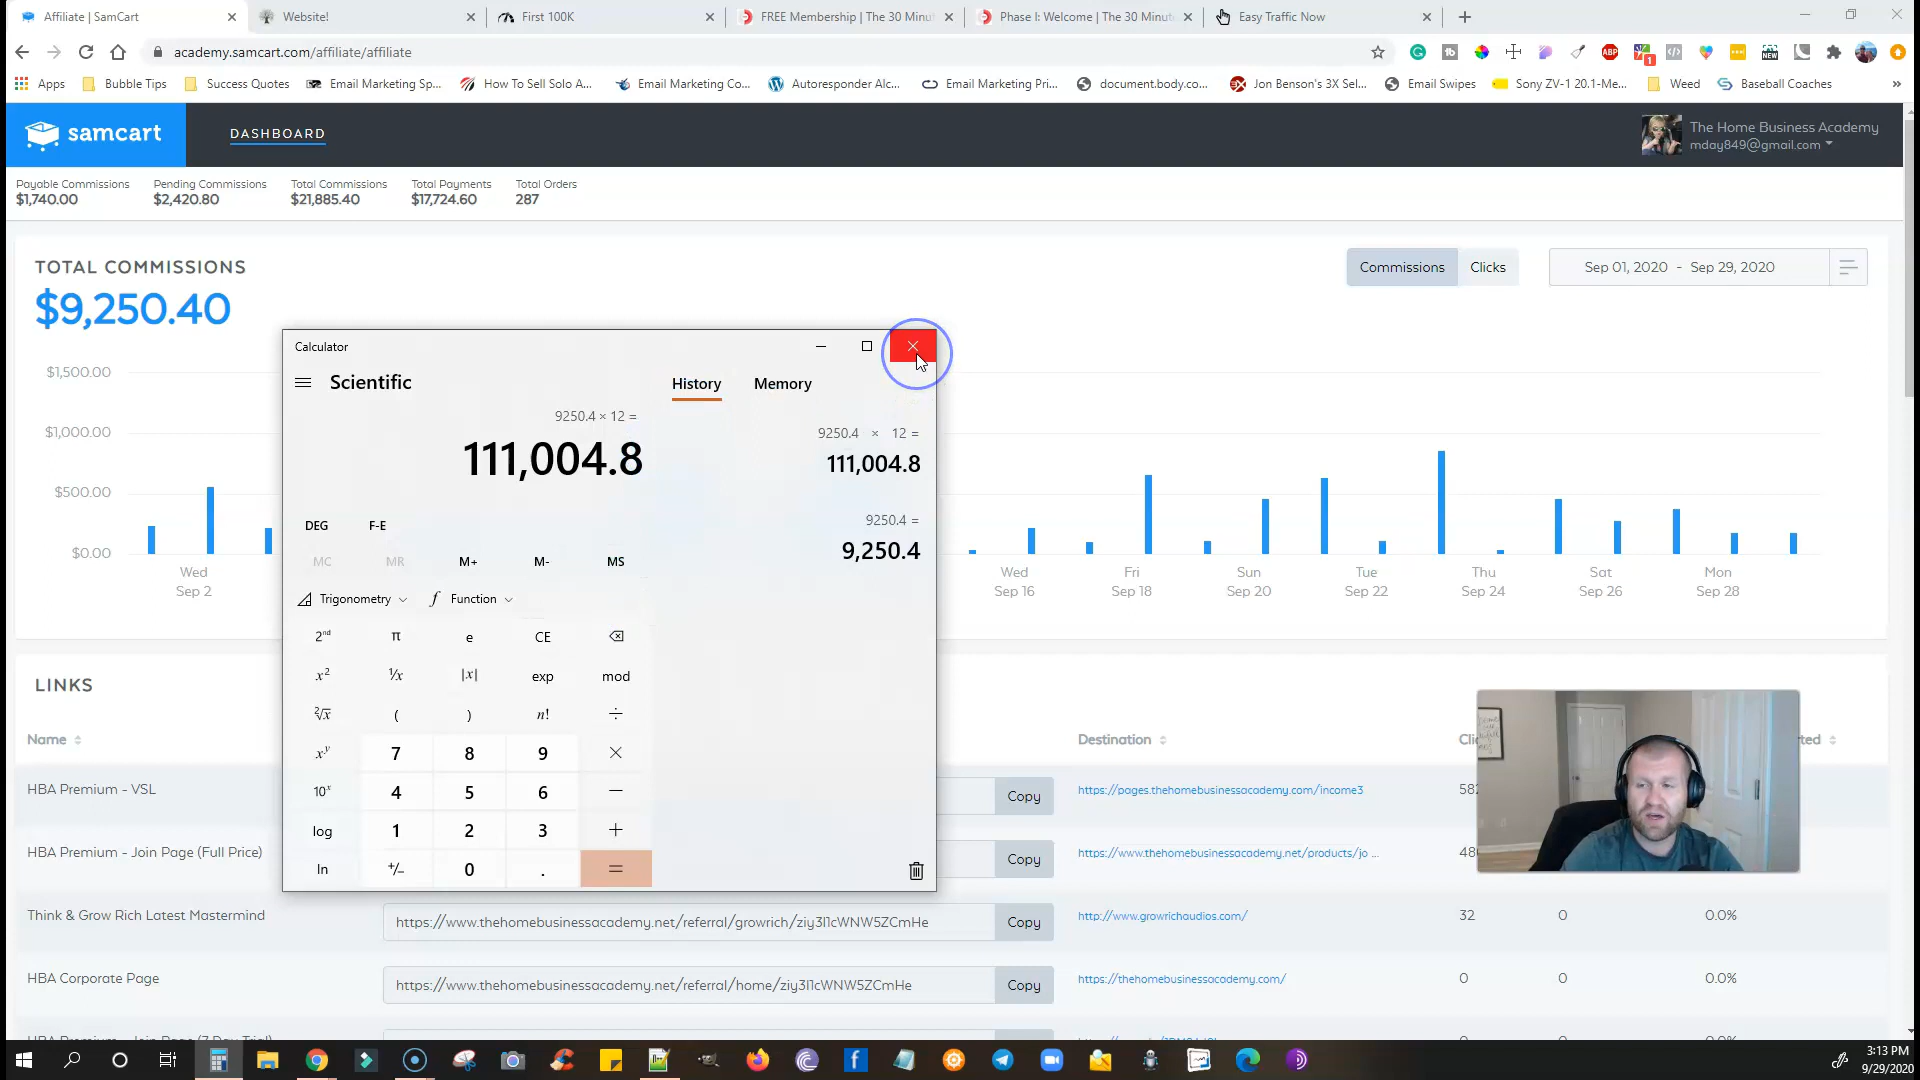 Affiliate | SamCart
Website!
First 100K
FREE Membership | The 30 Minut
Phase I: Welcome | The 30 Minut
Easy Traffic Now
academy.samcart.com/affiliate/affiliate
Apps
Bubble Tips
Success Quotes
Email Marketing Sp...
How To Sell Solo A...
Email Marketing Co...
Autoresponder Alc...
Email Marketing Pri...
document.body.co...
Jon Benson's 3X Sel...
Email Swipes
Sony ZV-1 20.1-Me...
Weed
Baseball Coaches
samcart
DASHBOARD
The Home Business Academy
mday849@gmail.com
Payable Commissions
$1,740.00
Pending Commissions
$2,420.80
Total Commissions
$21,885.40
Total Payments
$17,724.60
Total Orders
287
TOTAL COMMISSIONS
$9,250.40
Commissions
Clicks
Sep 01, 2020 - Sep 29, 2020
$1,500.00
$1,000.00
$500.00
$0.00
Wed
Sep 2
Wed
Sep 16
Fri
Sep 18
Sun
Sep 20
Tue
Sep 22
Thu
Sep 24
Sat
Sep 26
Mon
Sep 28
Calculator
Scientific
History
Memory
9250.4 × 12 =
111,004.8
9250.4 × 12 =
111,004.8
9250.4 =
9,250.4
DEG
F-E
MC
MR
M+
M-
MS
Trigonometry
Function
2nd
π
e
CE
x2
1/x
|x|
exp
mod
2√x
(
)
n!
÷
xy
7
8
9
×
10x
4
5
6
−
log
1
2
3
+
ln
+/−
0
.
=
LINKS
Name
Destination
HBA Premium - VSL
Copy
https://pages.thehomebusinessacademy.com/income3
HBA Premium - Join Page (Full Price)
Copy
https://www.thehomebusinessacademy.net/products/jo ...
Think & Grow Rich Latest Mastermind
https://www.thehomebusinessacademy.net/referral/growrich/ziy3l1cWNW5ZCmHe
Copy
http://www.growrichaudios.com/
32
0
0.0%
HBA Corporate Page
https://www.thehomebusinessacademy.net/referral/home/ziy3l1cWNW5ZCmHe
Copy
https://thehomebusinessacademy.com/
0
0
0.0%
3:13 PM
9/29/2020